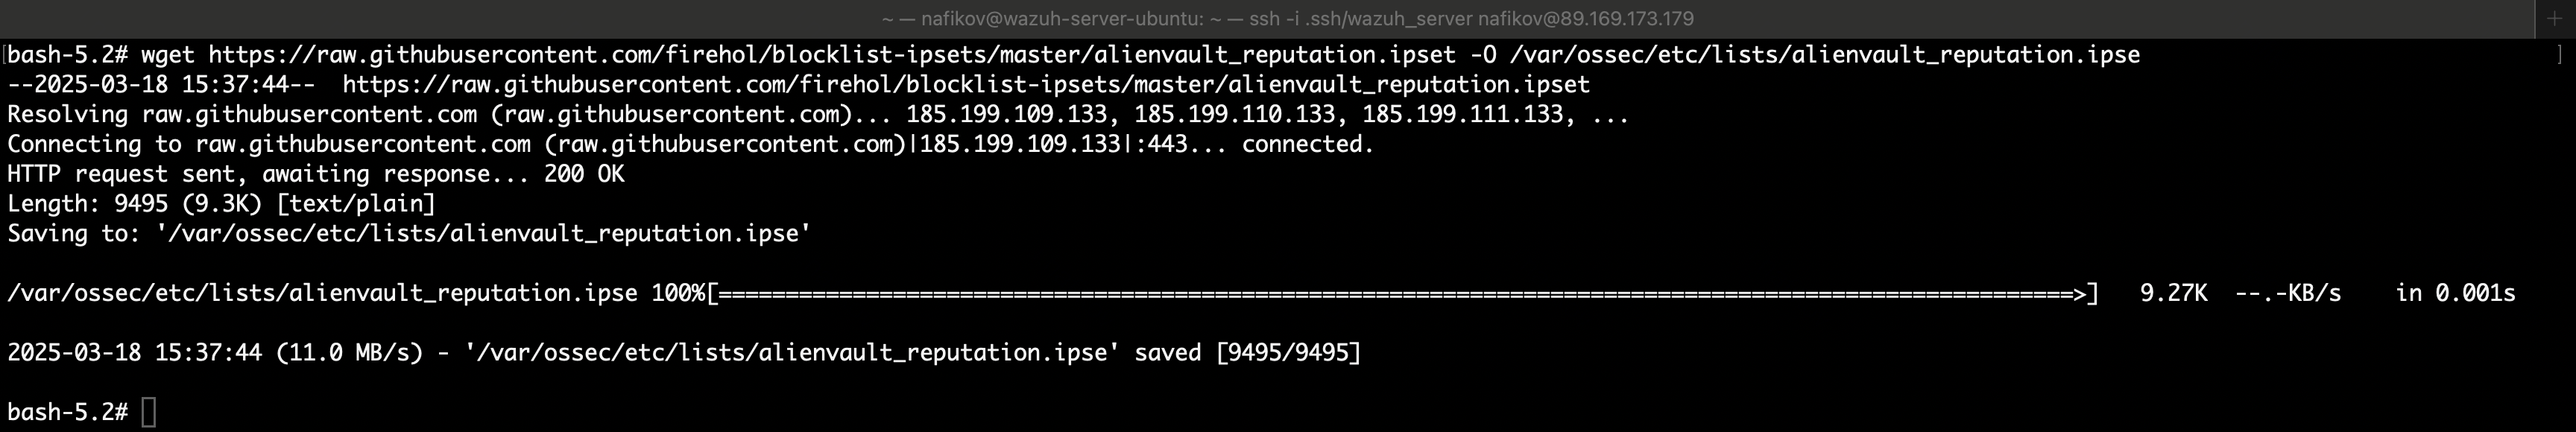 ~ — nafikov@wazuh-server-ubuntu: ~ — ssh -i .ssh/wazuh_server nafikov@89.169.173.179
[bash-5.2# wget https://raw.githubusercontent.com/firehol/blocklist-ipsets/master/alienvault_reputation.ipset -O /var/ossec/etc/lists/alienvault_reputation.ipse ]
--2025-03-18 15:37:44--  https://raw.githubusercontent.com/firehol/blocklist-ipsets/master/alienvault_reputation.ipset
Resolving raw.githubusercontent.com (raw.githubusercontent.com)... 185.199.109.133, 185.199.110.133, 185.199.111.133, ...
Connecting to raw.githubusercontent.com (raw.githubusercontent.com)|185.199.109.133|:443... connected.
HTTP request sent, awaiting response... 200 OK
Length: 9495 (9.3K) [text/plain]
Saving to: '/var/ossec/etc/lists/alienvault_reputation.ipse'
/var/ossec/etc/lists/alienvault_reputation.ipse 100%[=====================================================================================================>]   9.27K  --.-KB/s    in 0.001s
2025-03-18 15:37:44 (11.0 MB/s) - '/var/ossec/etc/lists/alienvault_reputation.ipse' saved [9495/9495]
bash-5.2#